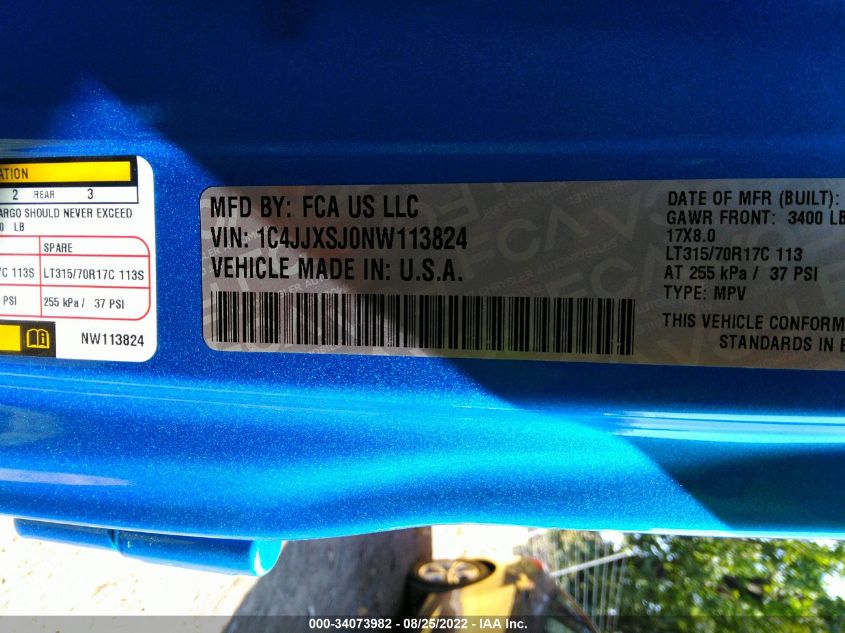 ATION
2 REAR 3
ARGO SHOULD NEVER EXCEED
0 LB
SPARE
7C 113S LT315/70R17C 113S
PSI 255 kPa / 37 PSI
NW113824
MFD BY: FCA US LLC
VIN: 1C4JJXSJ0NW113824
VEHICLE MADE IN: U.S.A.
DATE OF MFR (BUILT):
GAWR FRONT: 3400 LB
17X8.0
LT315/70R17C 113
AT 255 kPa / 37 PSI
TYPE: MPV
THIS VEHICLE CONFORM
STANDARDS IN E
000-34073982 - 08/25/2022 - IAA Inc.